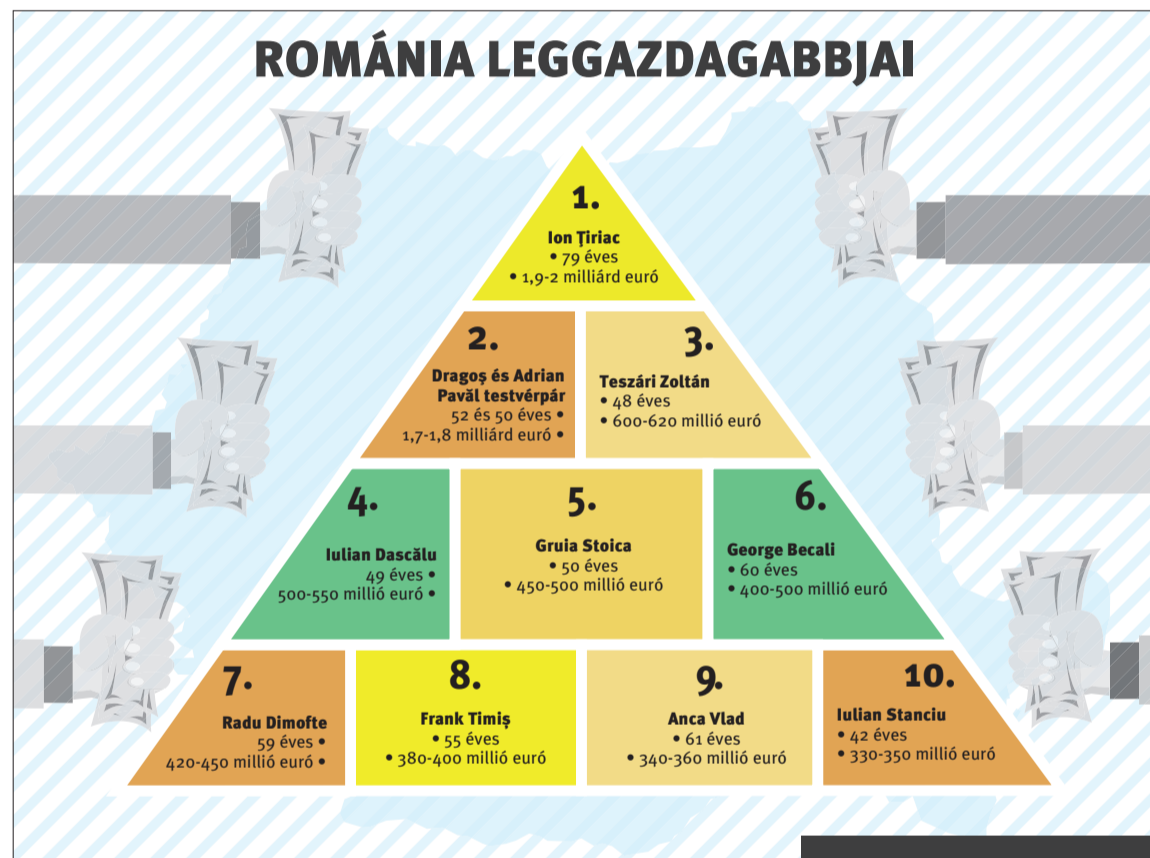 ROMÁNIA LEGGAZDAGABBJAI
1.
Ion Ţiriac
• 79 éves
• 1,9-2 milliárd euró
2.
Dragoş és Adrian
Pavăl testvérpár
52 és 50 éves •
1,7-1,8 milliárd euró •
3.
Teszári Zoltán
• 48 éves
• 600-620 millió euró
4.
Iulian Dascălu
49 éves •
500-550 millió euró •
5.
Gruia Stoica
• 50 éves
• 450-500 millió euró
6.
George Becali
• 60 éves
• 400-500 millió euró
7.
Radu Dimofte
59 éves •
420-450 millió euró •
8.
Frank Timiş
• 55 éves
• 380-400 millió euró
9.
Anca Vlad
• 61 éves
• 340-360 millió euró
10.
Iulian Stanciu
• 42 éves
• 330-350 millió euró